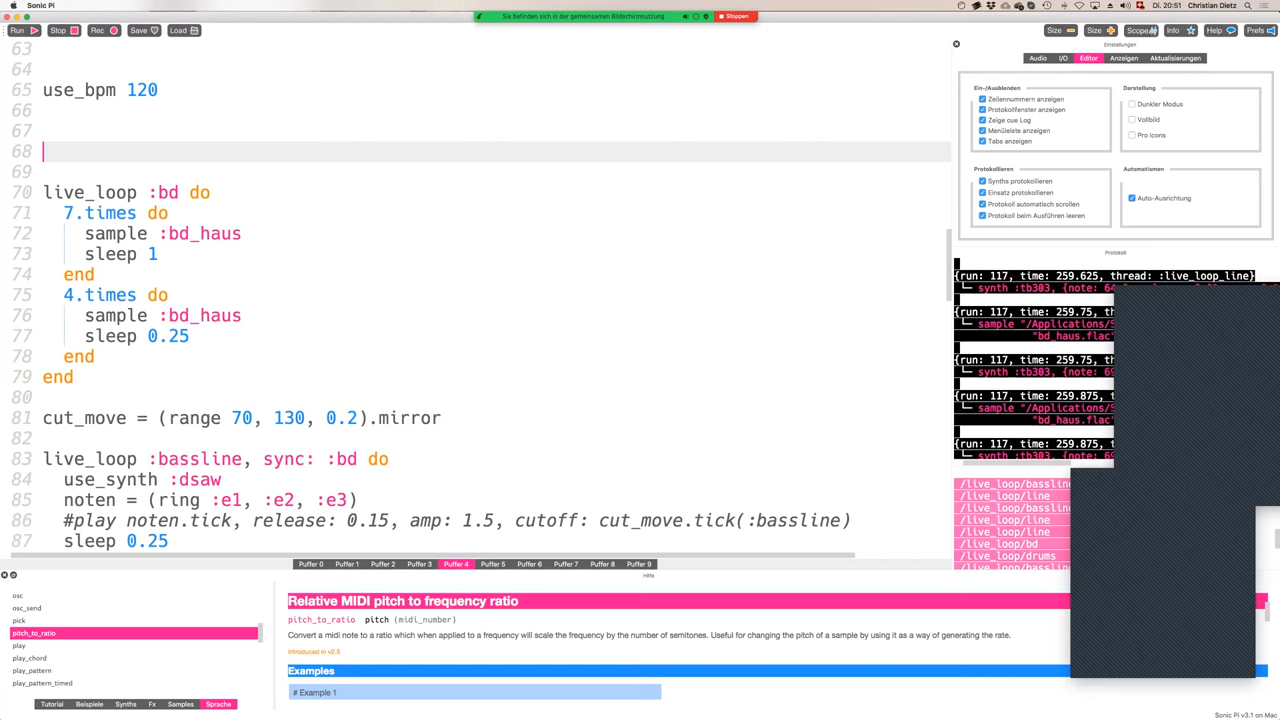 Sonic Pi
Di. 20:51 Christian Dietz
Sie befinden sich in der gemeinsamen Bildschirmnutzung
Stoppen
Sonic Pi
Run Stop Rec Save Load
Size Size Scope Info Help Prefs
63
64
65 use_bpm 120
66
67
68
69
70 live_loop :bd do
71 7.times do
72 sample :bd_haus
73 sleep 1
74 end
75 4.times do
76 sample :bd_haus
77 sleep 0.25
78 end
79 end
80
81 cut_move = (range 70, 130, 0.2).mirror
82
83 live_loop :bassline, sync: :bd do
84 use_synth :dsaw
85 noten = (ring :e1, :e2, :e3)
86 #play noten.tick, release: 0.15, amp: 1.5, cutoff: cut_move.tick(:bassline)
87 sleep 0.25
Puffer 0 Puffer 1 Puffer 2 Puffer 3 Puffer 4 Puffer 5 Puffer 6 Puffer 7 Puffer 8 Puffer 9
Einstellungen
Audio I/O Editor Anzeigen Aktualisierungen
Ein-/Ausblenden
Zeilennummern anzeigen
Protokollfenster anzeigen
Zeige cue Log
Menüleiste anzeigen
Tabs anzeigen
Darstellung
Dunkler Modus
Vollbild
Pro Icons
Protokollieren
Synths protokollieren
Einsatz protokollieren
Protokoll automatisch scrollen
Protokoll beim Ausführen leeren
Automatismen
Auto-Ausrichtung
Protokoll
{run: 117, time: 259.625, thread: :live_loop_line}
synth :tb303, {note: 64
{run: 117, time: 259.75, th
sample "/Applications/S
"bd_haus.flac"
{run: 117, time: 259.75, th
synth :tb303, {note: 69
{run: 117, time: 259.875, t
sample "/Applications/S
"bd_haus.flac"
{run: 117, time: 259.875, t
synth :tb303, {note: 69
/live_loop/bassline
/live_loop/line
/live_loop/bassline
/live_loop/line
/live_loop/line
/live_loop/bd
/live_loop/drums
/live_loop/bassline
Hilfe
osc
osc_send
pick
pitch_to_ratio
play
play_chord
play_pattern
play_pattern_timed
Tutorial Beispiele Synths Fx Samples Sprache
Relative MIDI pitch to frequency ratio
pitch_to_ratio pitch (midi_number)
Convert a midi note to a ratio which when applied to a frequency will scale the frequency by the number of semitones. Useful for changing the pitch of a sample by using it as a way of generating the rate.
Introduced in v2.5
Examples
# Example 1
Sonic Pi v3.1 on Mac